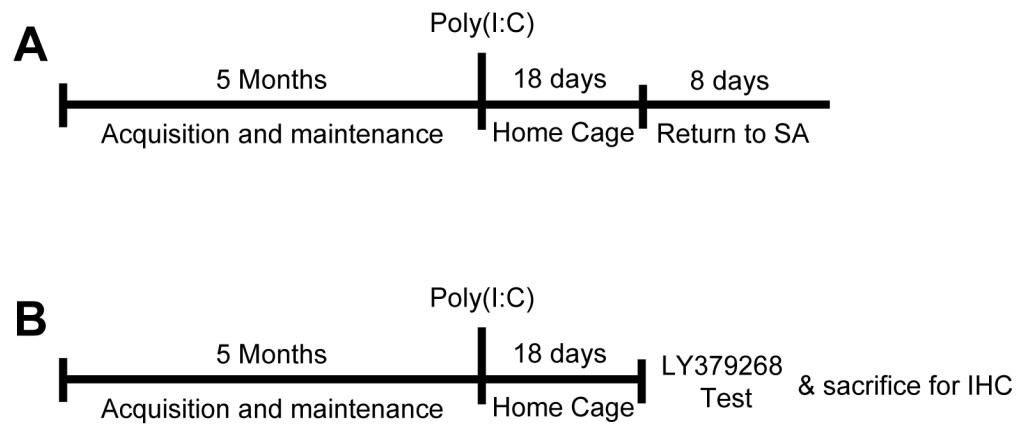 A
Poly(I:C)
5 Months
18 days
8 days
Acquisition and maintenance
Home Cage
Return to SA
B
Poly(I:C)
5 Months
18 days
LY379268
Test
& sacrifice for IHC
Acquisition and maintenance
Home Cage